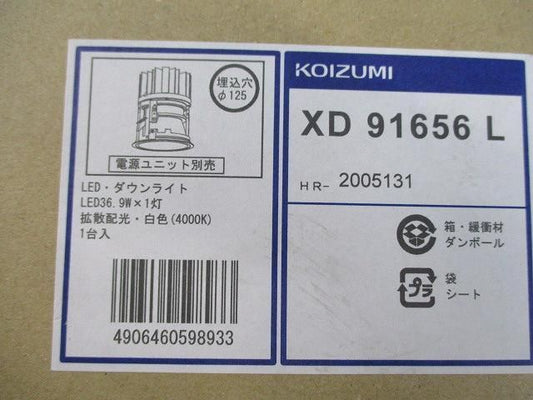 埋込穴
φ125
電源ユニット別売
LED・ダウンライト
LED36.9W×1灯
拡散配光・白色(4000K)
1台入
4906460598933
KOIZUMI
XD 91656 L
HR- 2005131
箱・緩衝材
ダンボール
プラ
袋
シート